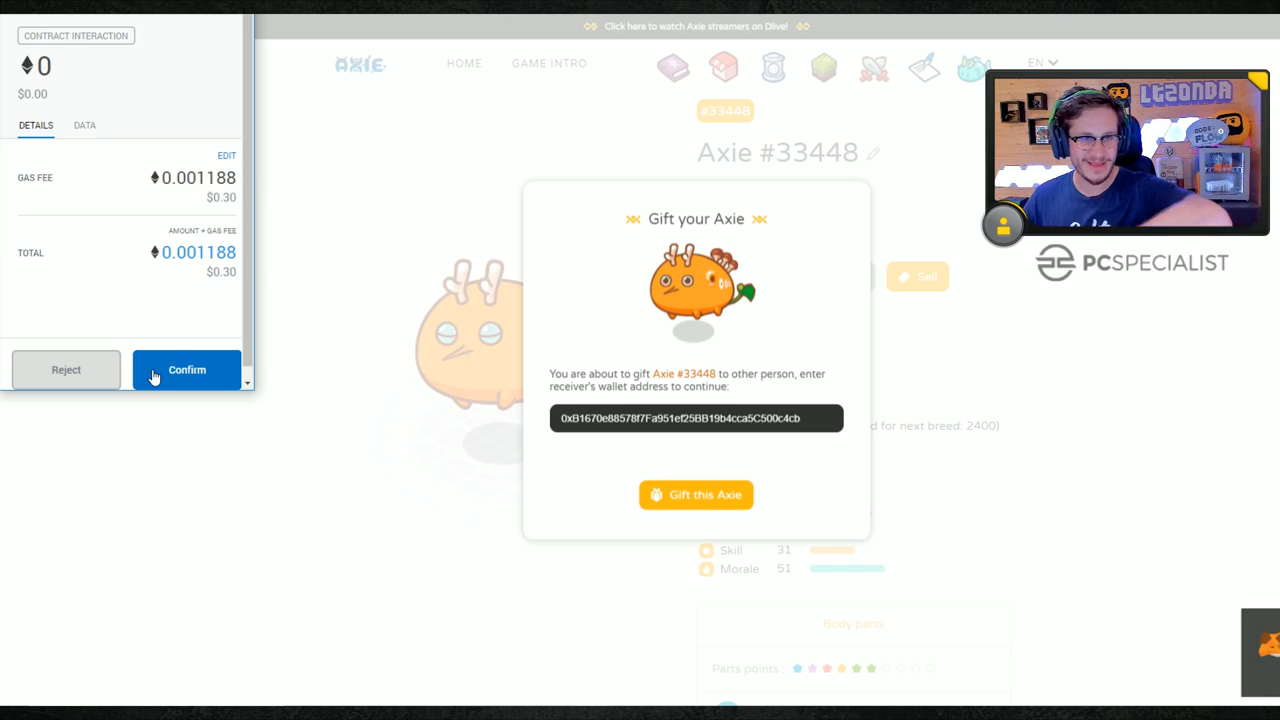 CONTRACT INTERACTION
0
$0.00
DETAILS DATA
EDIT
GAS FEE 0.001188
$0.30
AMOUNT + GAS FEE
TOTAL 0.001188
$0.30
Reject Confirm
Click here to watch Axie streamers on Dlive!
AXIE
HOME GAME INTRO
EN
#33448
Axie #33448
Gift your Axie
You are about to gift Axie #33448 to other person, enter
receiver's wallet address to continue:
0xB1670e88578f7Fa951ef25BB19b4cca5C500c4cb
Gift this Axie
Sell
d for next breed: 2400)
Skill 31
Morale 51
Body parts
Parts points :
LTZONDA
CODE:
FLOW
PCSPECIALIST